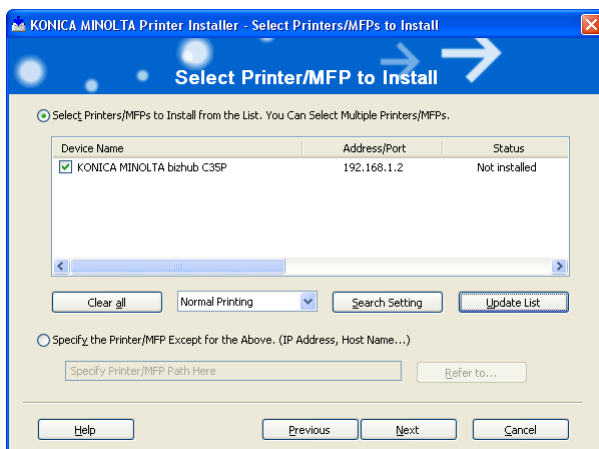 KONICA MINOLTA Printer Installer - Select Printers/MFPs to Install
Select Printer/MFP to Install
Select Printers/MFPs to Install from the List. You Can Select Multiple Printers/MFPs.
Device Name Address/Port Status
KONICA MINOLTA bizhub C35P 192.168.1.2 Not installed
Clear all Normal Printing Search Setting Update List
Specify the Printer/MFP Except for the Above. (IP Address, Host Name...)
Specify Printer/MFP Path Here Refer to...
Help Previous Next Cancel